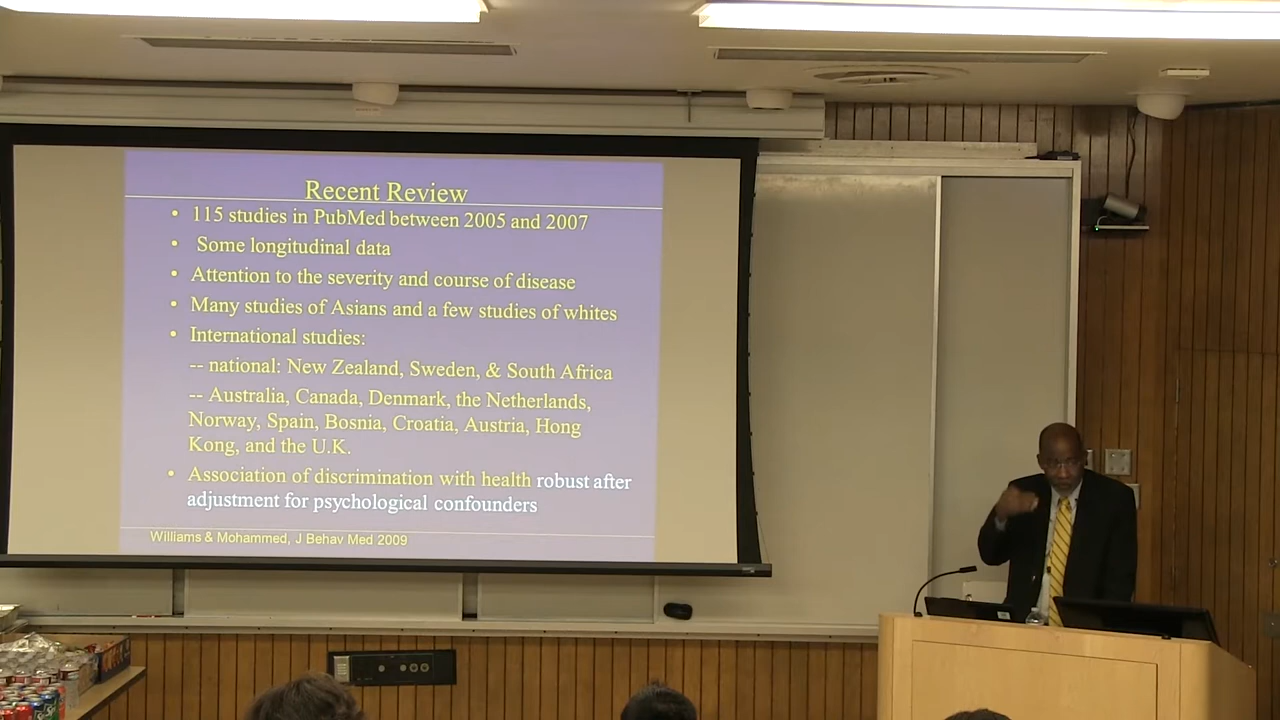 Recent Review
• 115 studies in PubMed between 2005 and 2007
• Some longitudinal data
• Attention to the severity and course of disease
• Many studies of Asians and a few studies of whites
• International studies:
-- national: New Zealand, Sweden, & South Africa
-- Australia, Canada, Denmark, the Netherlands,
Norway, Spain, Bosnia, Croatia, Austria, Hong
Kong, and the U.K.
• Association of discrimination with health robust after
adjustment for psychological confounders
Williams & Mohammed, J Behav Med 2009